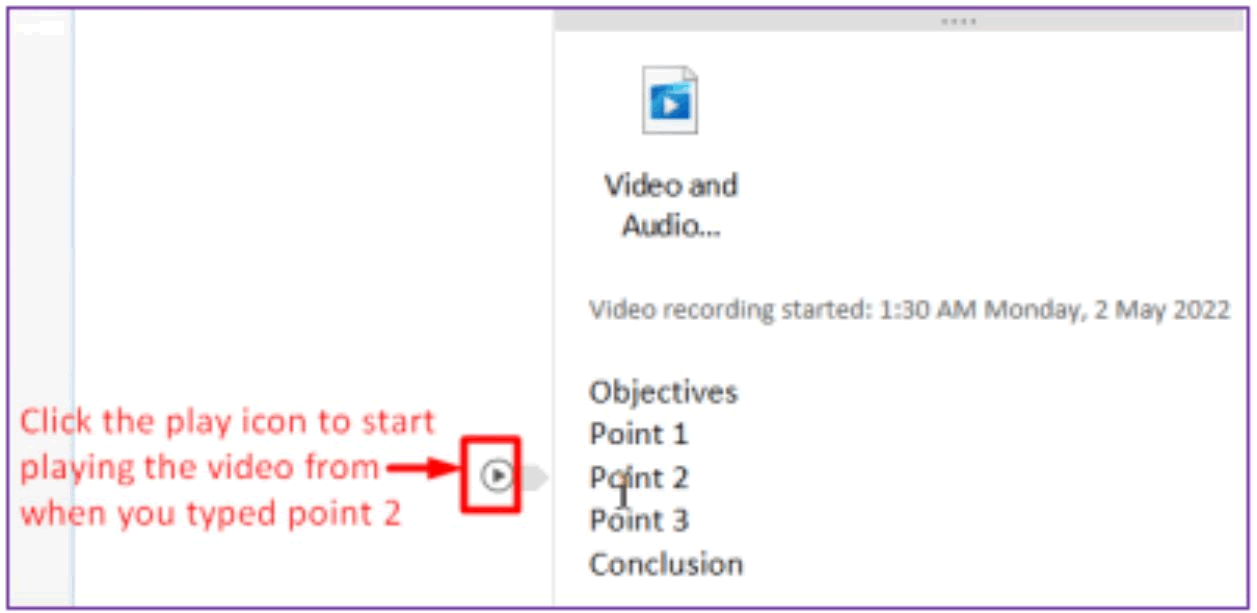 Video and
Audio...
Video recording started: 1:30 AM Monday, 2 May 2022
Objectives
Point 1
Point 2
Point 3
Conclusion
Click the play icon to start
playing the video from
when you typed point 2